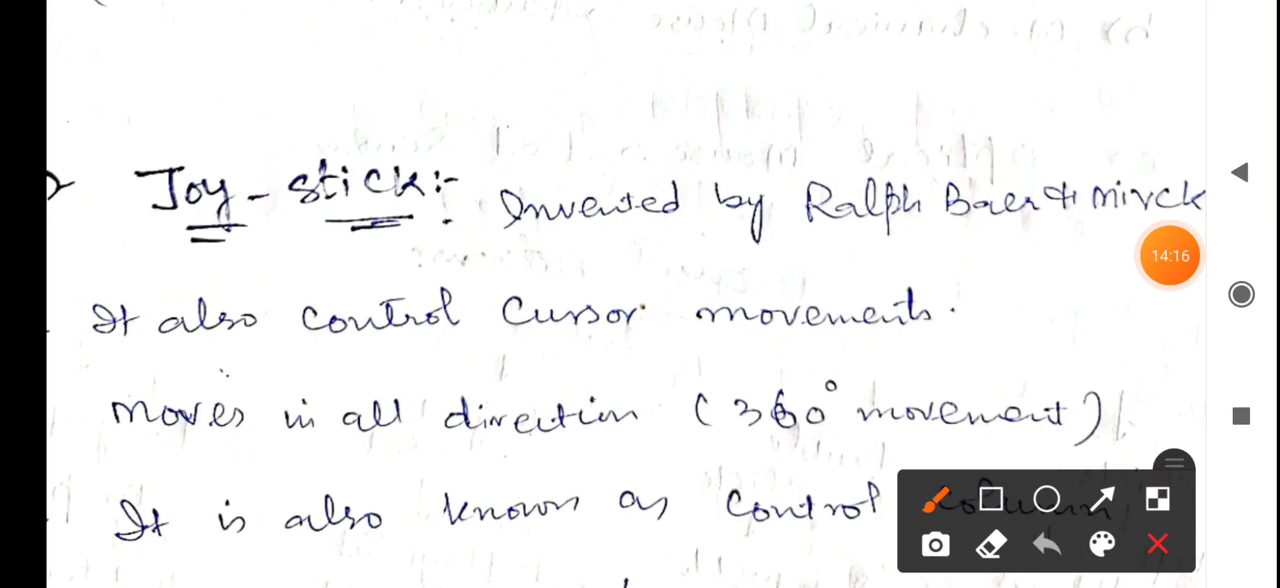 Joy-stick:- Invented by Ralph Baer & mirck
14:16
It also control cursor movements.
moves in all direction (360° movement)
It is also known as control column